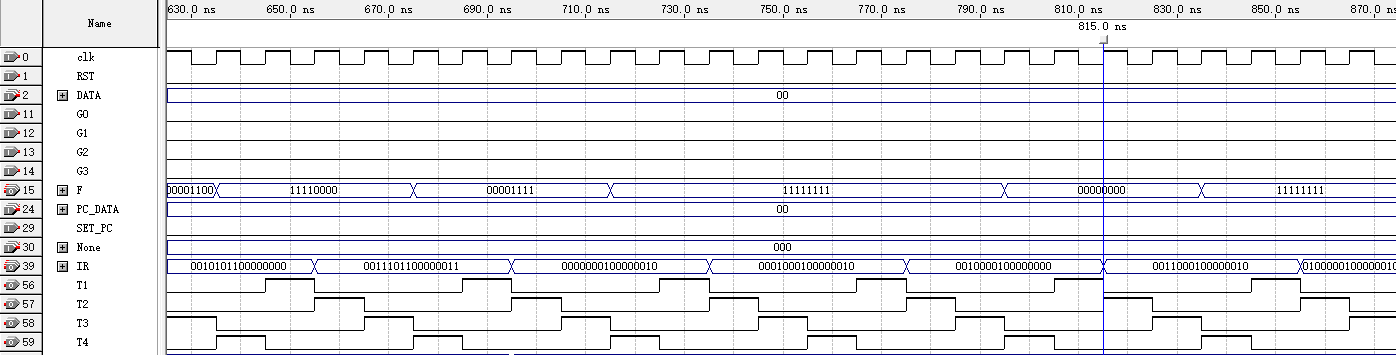 630.0 ns 650.0 ns 670.0 ns 690.0 ns 710.0 ns 730.0 ns 750.0 ns 770.0 ns 790.0 ns 810.0 ns 830.0 ns 850.0 ns 870.0 ns
Name
815.0 ns
0 clk
1 RST
2 DATA 00
11 G0
12 G1
13 G2
14 G3
15 F 00001100 11110000 00001111 11111111 00000000 11111111
24 PC_DATA 00
29 SET_PC
30 None 000
39 IR 0010101100000000 0011101100000011 0000000100000010 0001000100000010 0010000100000000 0011000100000010 0100000100000010
56 T1
57 T2
58 T3
59 T4